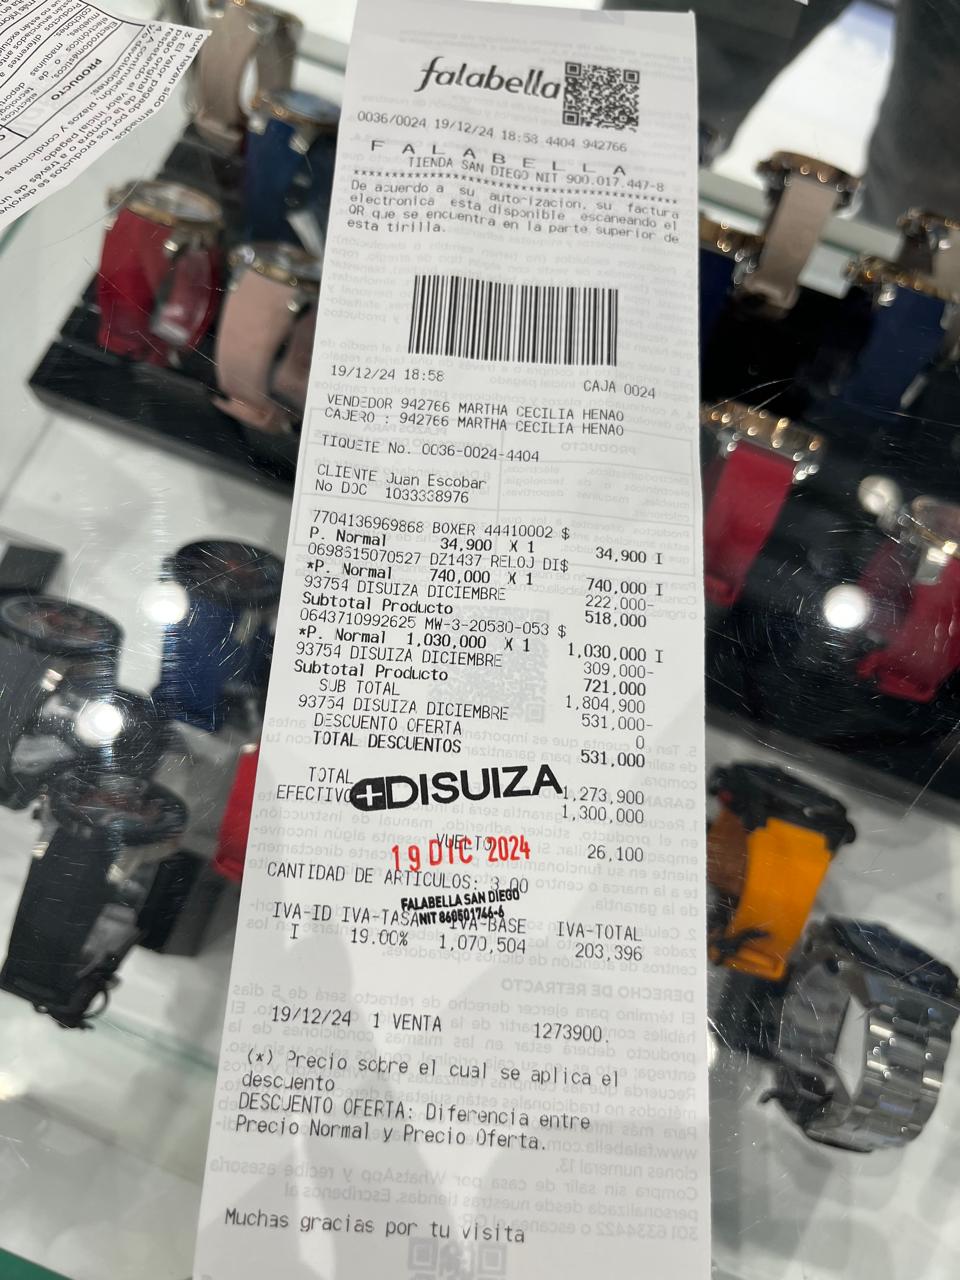 falabella
0036/0024 19/12/24 18:58 4404 942766
F A L A B E L L A
TIENDA SAN DIEGO NIT 900.017.447-8
De acuerdo a su autorizacion, su factura
electronica esta disponible escaneando el
QR que se encuentra en la parte superior de
esta tirilla.
19/12/24 18:58 CAJA 0024
VENDEDOR 942766 MARTHA CECILIA HENAO
CAJERO : 942766 MARTHA CECILIA HENAO
TIQUETE No. 0036-0024-4404
CLIENTE Juan Escobar
No DOC 1033338976
7704136969868 BOXER 44410002 $
P. Normal 34,900 X 1 34,900 I
0698615070527 DZ1437 RELOJ DI$
*P. Normal 740,000 X 1 740,000 I
93754 DISUIZA DICIEMBRE 222,000-
Subtotal Producto 518,000
0643710992625 MW-3-20530-053 $
*P. Normal 1,030,000 X 1 1,030,000 I
93754 DISUIZA DICIEMBRE 309,000-
Subtotal Producto 721,000
SUB TOTAL 1,804,900
93754 DISUIZA DICIEMBRE 531,000-
DESCUENTO OFERTA 0
TOTAL DESCUENTOS 531,000
TOTAL 1,273,900
EFECTIVO 1,300,000
DISUIZA
VUELTO 26,100
19 DIC 2024
CANTIDAD DE ARTICULOS: 3.00
FALABELLA SAN DIEGO
NIT 860501746-6
IVA-ID IVA-TASA IVA-BASE IVA-TOTAL
I 19.00% 1,070,504 203,396
19/12/24 1 VENTA 1273900.
(*) Precio sobre el cual se aplica el
descuento
DESCUENTO OFERTA: Diferencia entre
Precio Normal y Precio Oferta.
Muchas gracias por tu visita